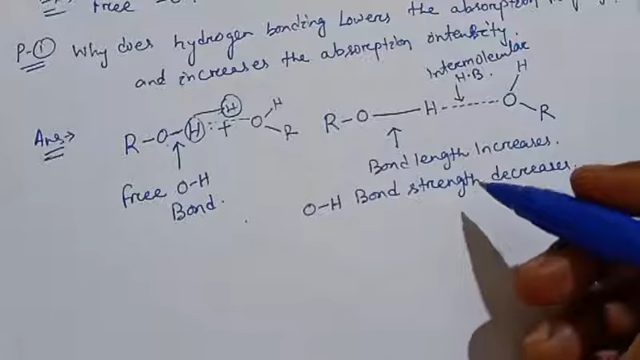 Free
P-① Why does hydrogen bonding Lowers the absorption
and increases the absorption intensity.
Ans:→
R-O-H H + O H R
free O-H
Bond.
Intermolecular
H.B.
R-O—H O H R
Bond length Increases.
O-H Bond strength decreases.